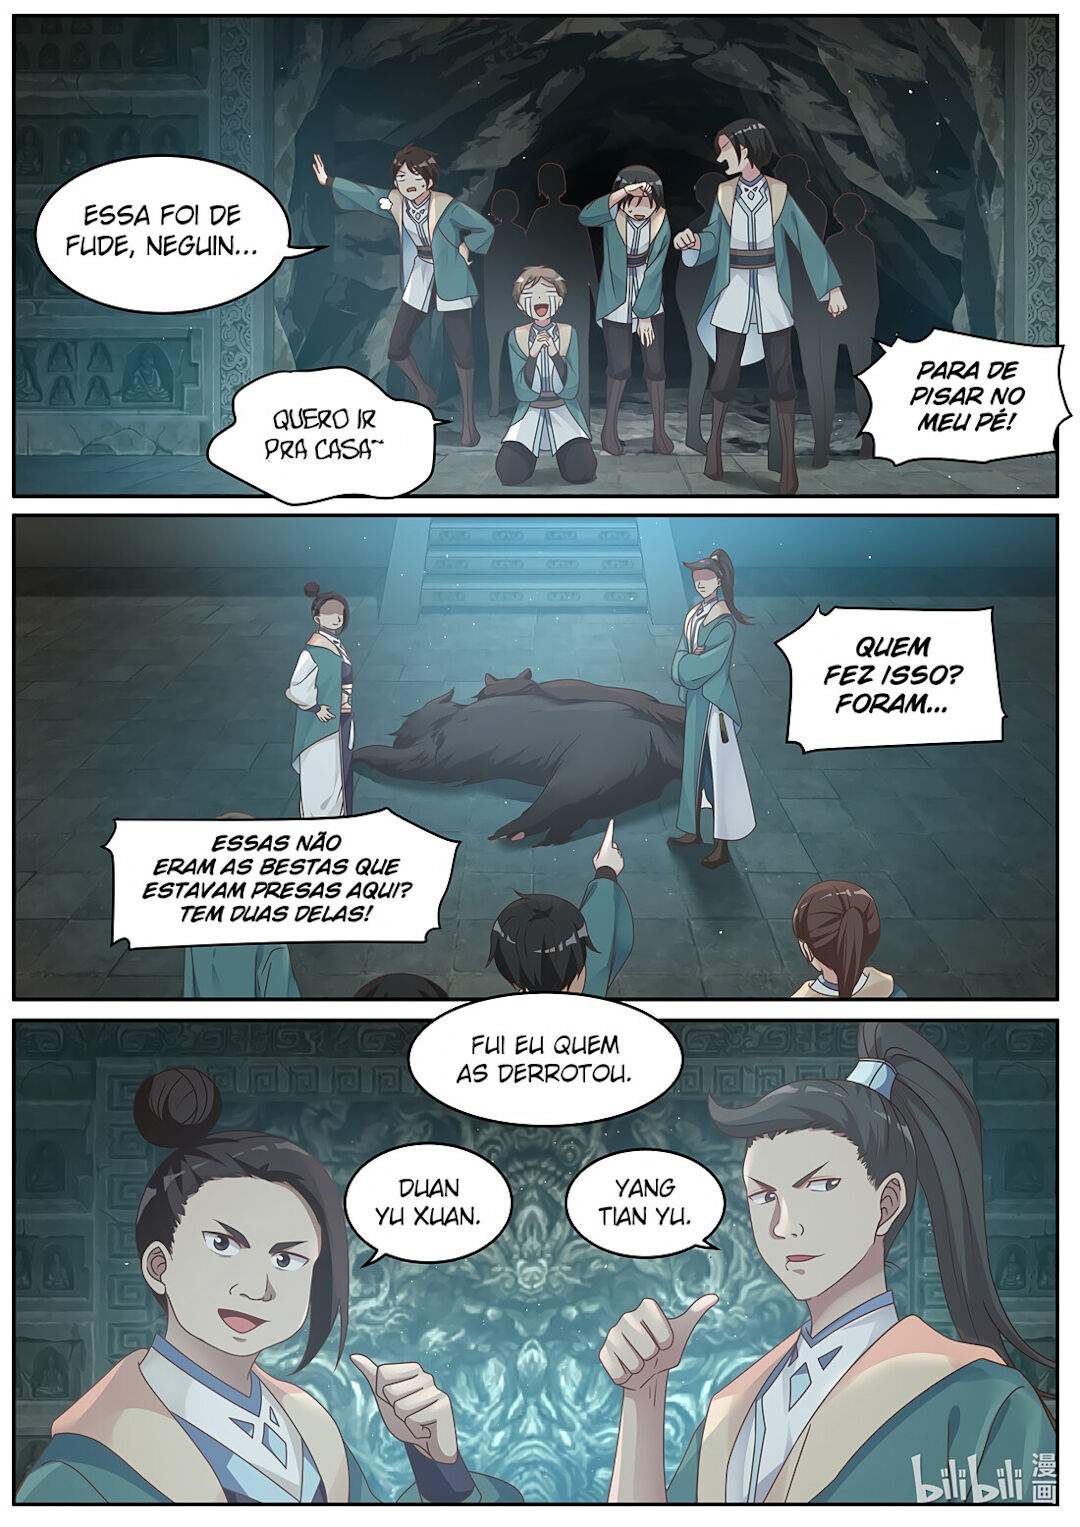 ESSA FOI DE
FUDE, NEGUIN...
QUERO IR
PRA CASA~
PARA DE
PISAR NO
MEU PÉ!
QUEM
FEZ ISSO?
FORAM...
ESSAS NÃO
ERAM AS BESTAS QUE
ESTAVAM PRESAS AQUI?
TEM DUAS DELAS!
FUI EU QUEM
AS DERROTOU.
DUAN
YU XUAN.
YANG
TIAN YU.
bilibili
漫画